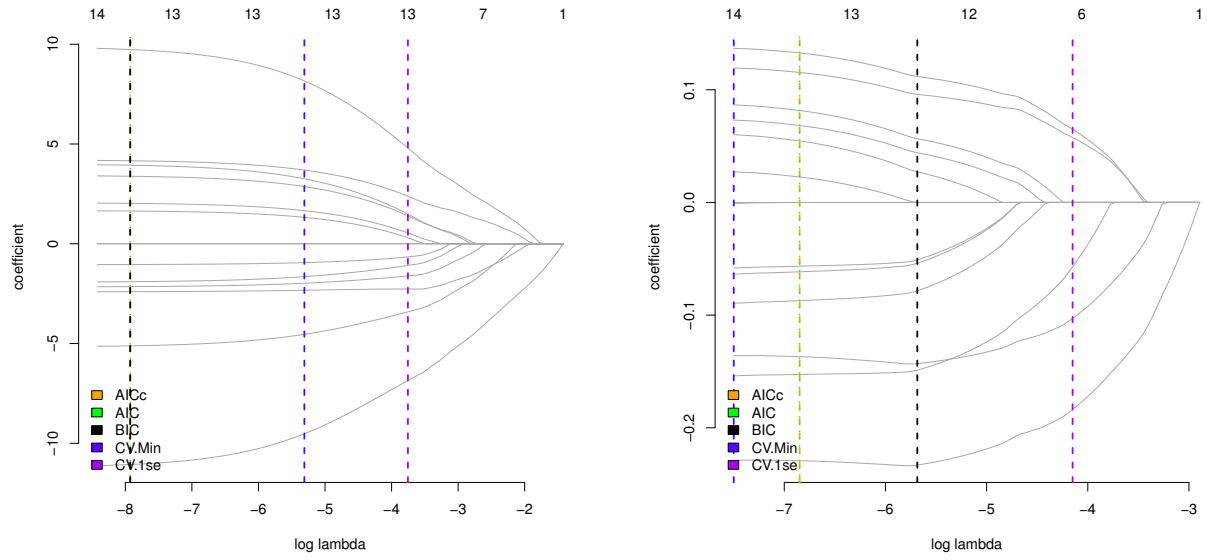 14 13 13 13 13 7 1
coefficient
10
5
0
−5
−10
AICc
AIC
BIC
CV.Min
CV.1se
−8 −7 −6 −5 −4 −3 −2
log lambda
14 13 12 6 1
coefficient
0.1
0.0
−0.1
−0.2
AICc
AIC
BIC
CV.Min
CV.1se
−7 −6 −5 −4 −3
log lambda